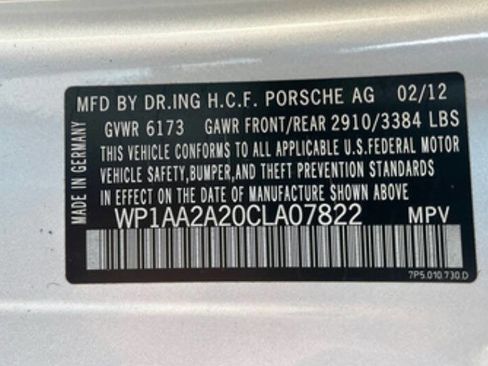 MFD BY DR.ING H.C.F. PORSCHE AG 02/12
GVWR 6173 GAWR FRONT/REAR 2910/3384 LBS
THIS VEHICLE CONFORMS TO ALL APPLICABLE U.S.FEDERAL MOTOR
VEHICLE SAFETY,BUMPER,AND THEFT PREVENTION STANDARDS
IN EFFECT ON THE DATE OF MANUFACTURE SHOWN ABOVE
WP1AA2A20CLA07822 MPV
7P5.010.730.D
MADE IN GERMANY